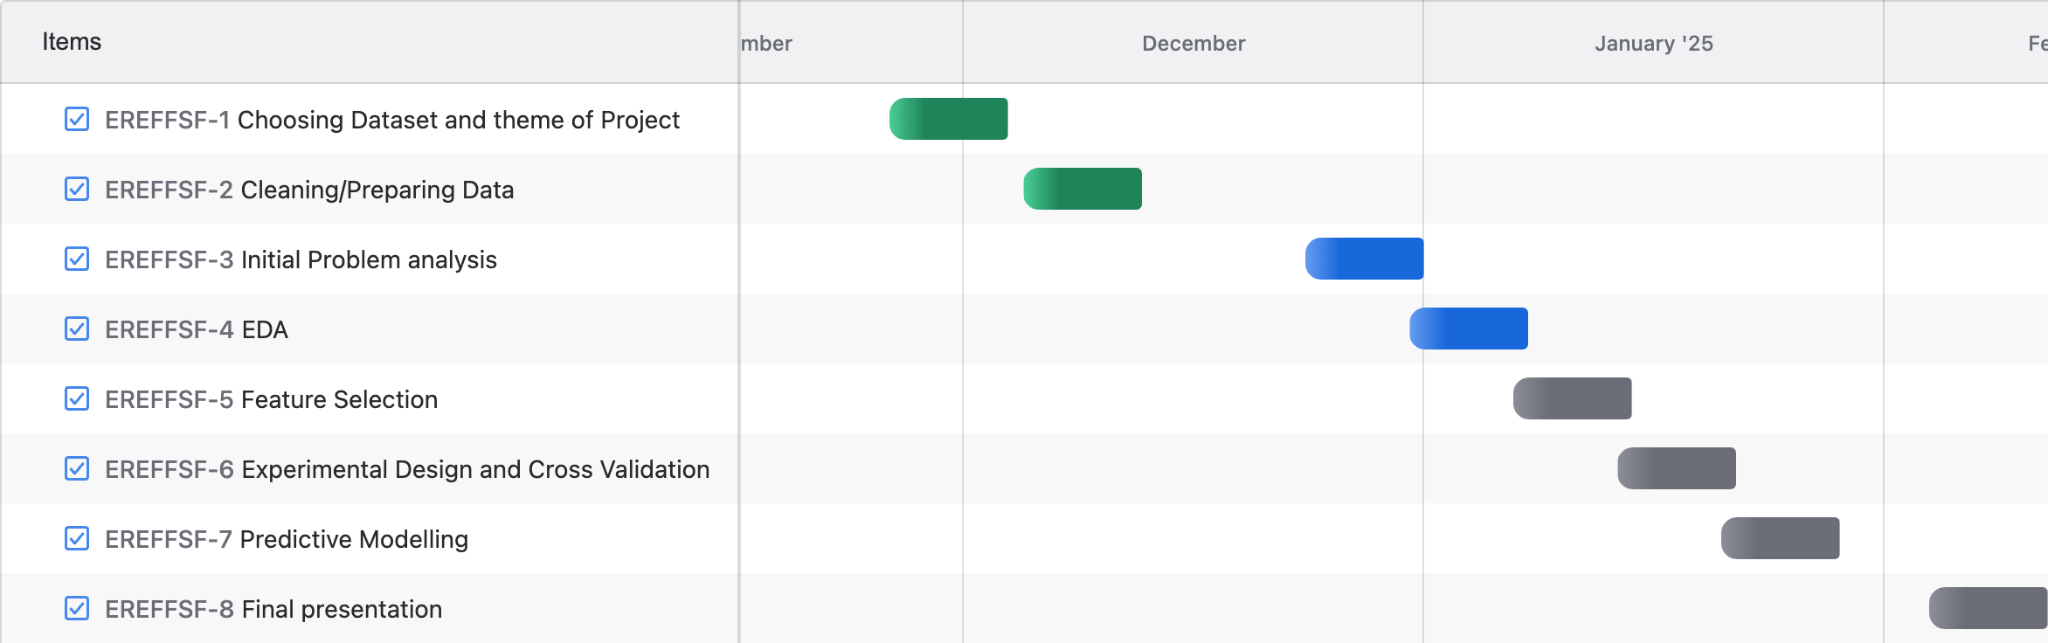 Items
mber
December
January '25
Fe
EREFFSF-1 Choosing Dataset and theme of Project
EREFFSF-2 Cleaning/Preparing Data
EREFFSF-3 Initial Problem analysis
EREFFSF-4 EDA
EREFFSF-5 Feature Selection
EREFFSF-6 Experimental Design and Cross Validation
EREFFSF-7 Predictive Modelling
EREFFSF-8 Final presentation